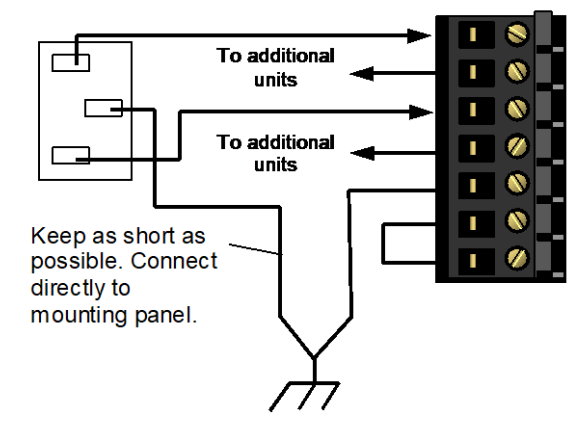 To additional
units
To additional
units
Keep as short as
possible. Connect
directly to
mounting panel.